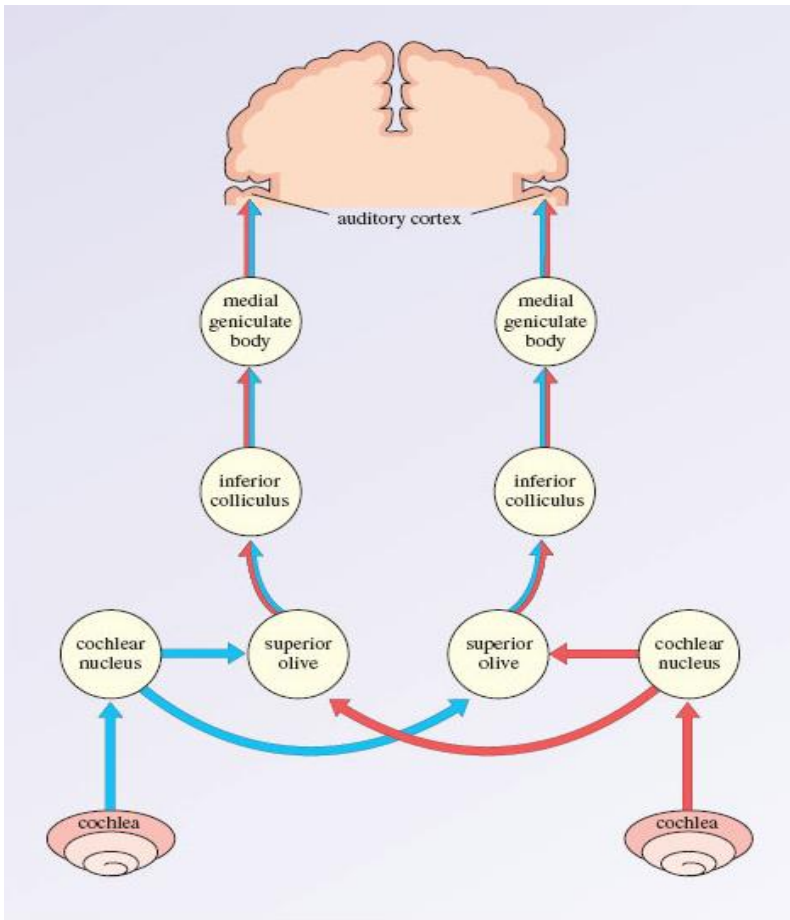 auditory cortex
medial
geniculate
body
medial
geniculate
body
inferior
colliculus
inferior
colliculus
cochlear
nucleus
superior
olive
superior
olive
cochlear
nucleus
cochlea
cochlea